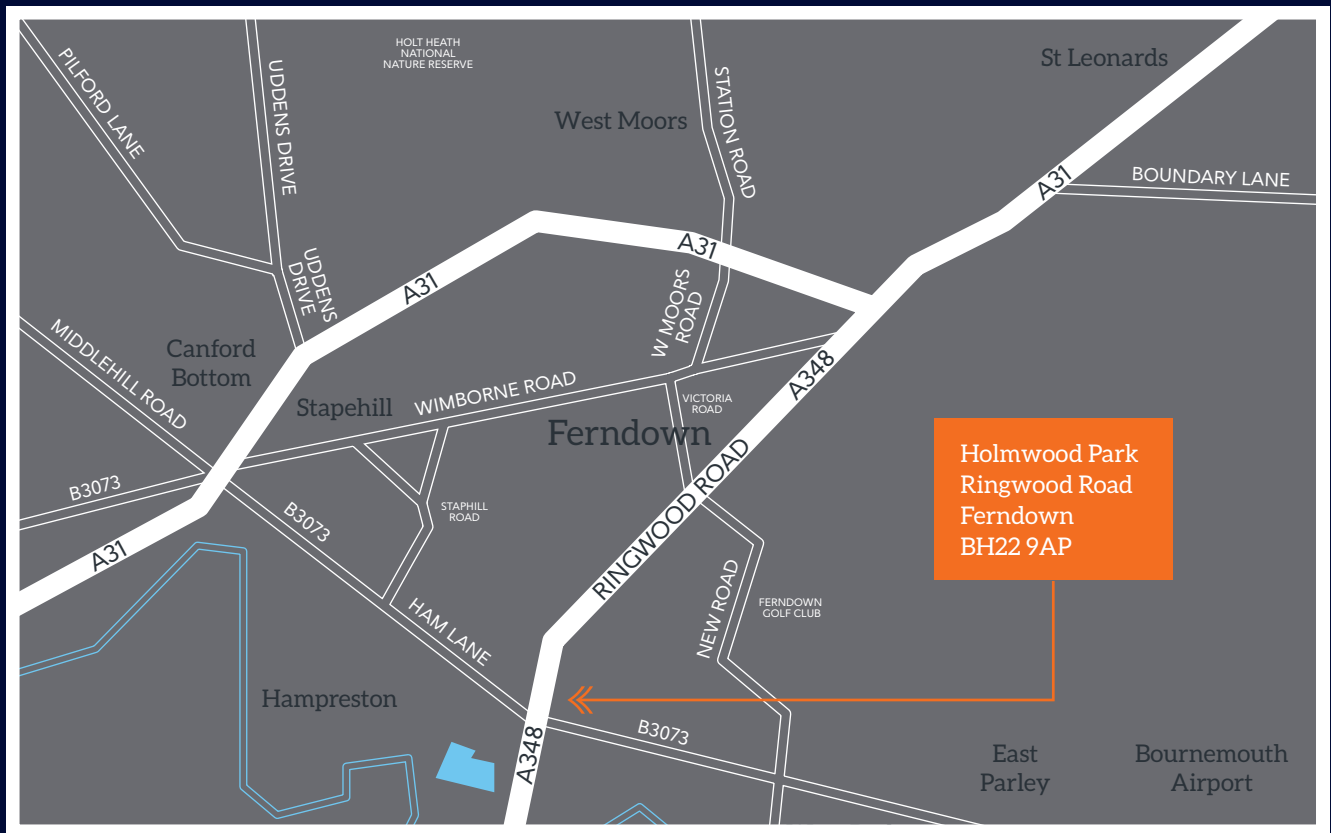 HOLT HEATH
NATIONAL
NATURE RESERVE
St Leonards
PILFORD LANE
UDDENS DRIVE
STATION ROAD
West Moors
BOUNDARY LANE
A31
A31
UDDENS
DRIVE
A31
W MOORS
ROAD
MIDDLEHILL ROAD
Canford
Bottom
Stapehill
WIMBORNE ROAD
A348
VICTORIA
ROAD
Ferndown
RINGWOOD ROAD
Holmwood Park
Ringwood Road
Ferndown
BH22 9AP
B3073
B3073
STAPHILL
ROAD
A31
HAM LANE
NEW ROAD
FERNDOWN
GOLF CLUB
Hampreston
A348
B3073
East
Parley
Bournemouth
Airport